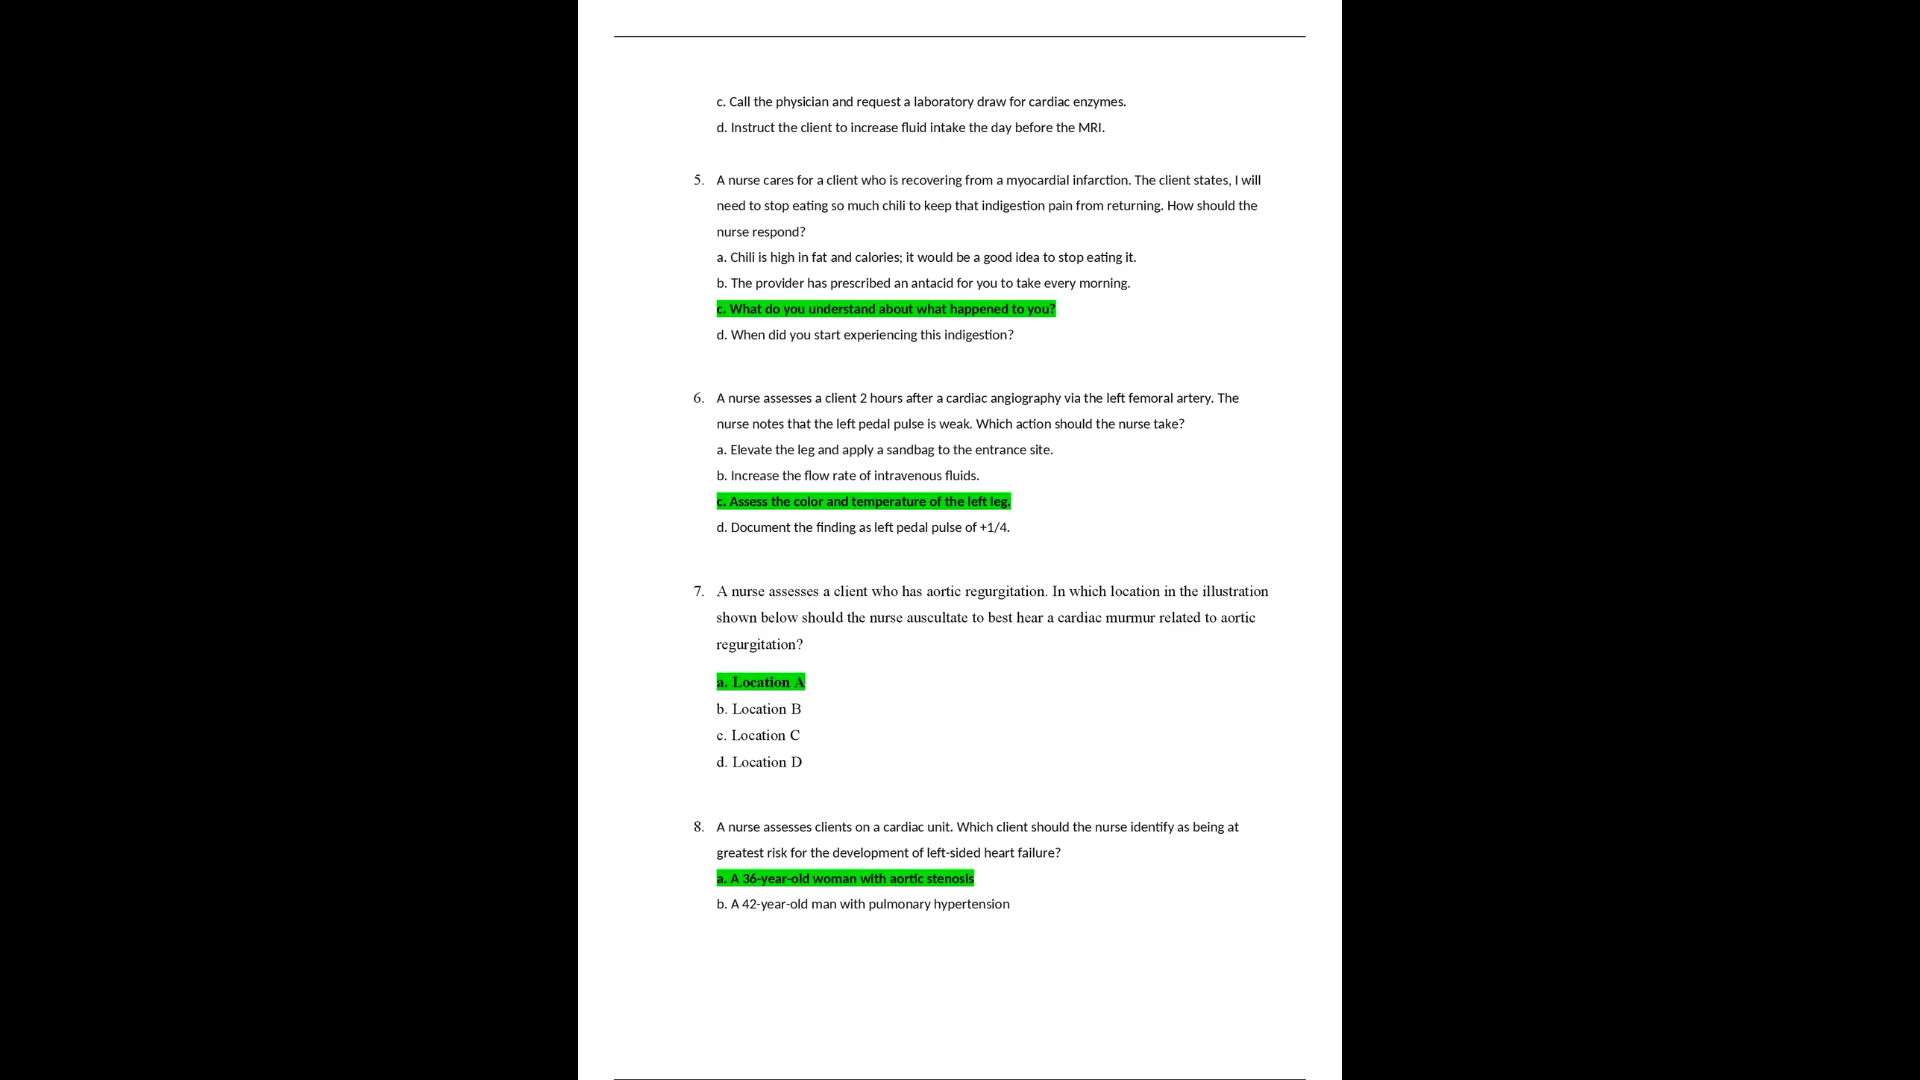 c. Call the physician and request a laboratory draw for cardiac enzymes.
d. Instruct the client to increase fluid intake the day before the MRI.
5. A nurse cares for a client who is recovering from a myocardial infarction. The client states, I will
need to stop eating so much chili to keep that indigestion pain from returning. How should the
nurse respond?
a. Chili is high in fat and calories; it would be a good idea to stop eating it.
b. The provider has prescribed an antacid for you to take every morning.
c. What do you understand about what happened to you?
d. When did you start experiencing this indigestion?
6. A nurse assesses a client 2 hours after a cardiac angiography via the left femoral artery. The
nurse notes that the left pedal pulse is weak. Which action should the nurse take?
a. Elevate the leg and apply a sandbag to the entrance site.
b. Increase the flow rate of intravenous fluids.
c. Assess the color and temperature of the left leg.
d. Document the finding as left pedal pulse of +1/4.
7. A nurse assesses a client who has aortic regurgitation. In which location in the illustration
shown below should the nurse auscultate to best hear a cardiac murmur related to aortic
regurgitation?
a. Location A
b. Location B
c. Location C
d. Location D
8. A nurse assesses clients on a cardiac unit. Which client should the nurse identify as being at
greatest risk for the development of left-sided heart failure?
a. A 36-year-old woman with aortic stenosis
b. A 42-year-old man with pulmonary hypertension